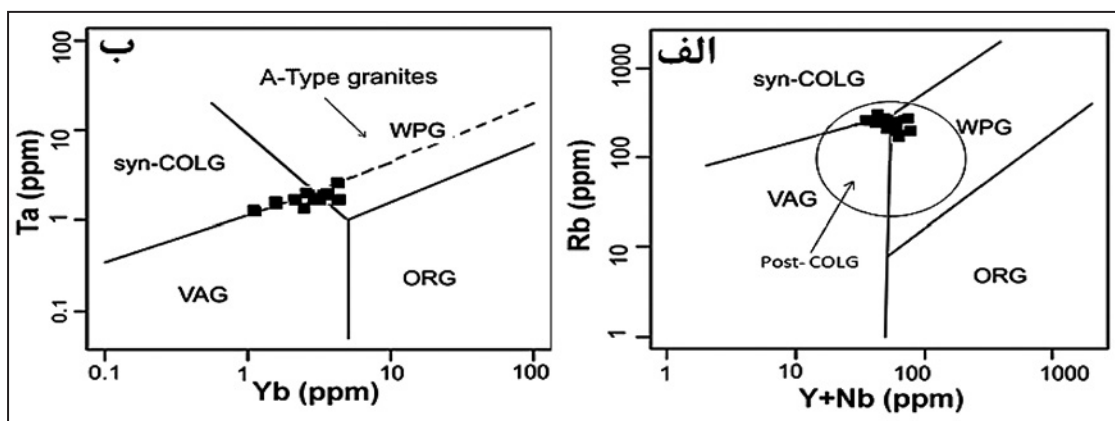 ب
A-Type granites
WPG
syn-COLG
VAG
ORG
Ta (ppm)
100
10
1
0.1
0.1
1
10
100
Yb (ppm)
الف
syn-COLG
WPG
VAG
Post-COLG
ORG
Rb (ppm)
1000
100
10
1
1
10
100
1000
Y+Nb (ppm)